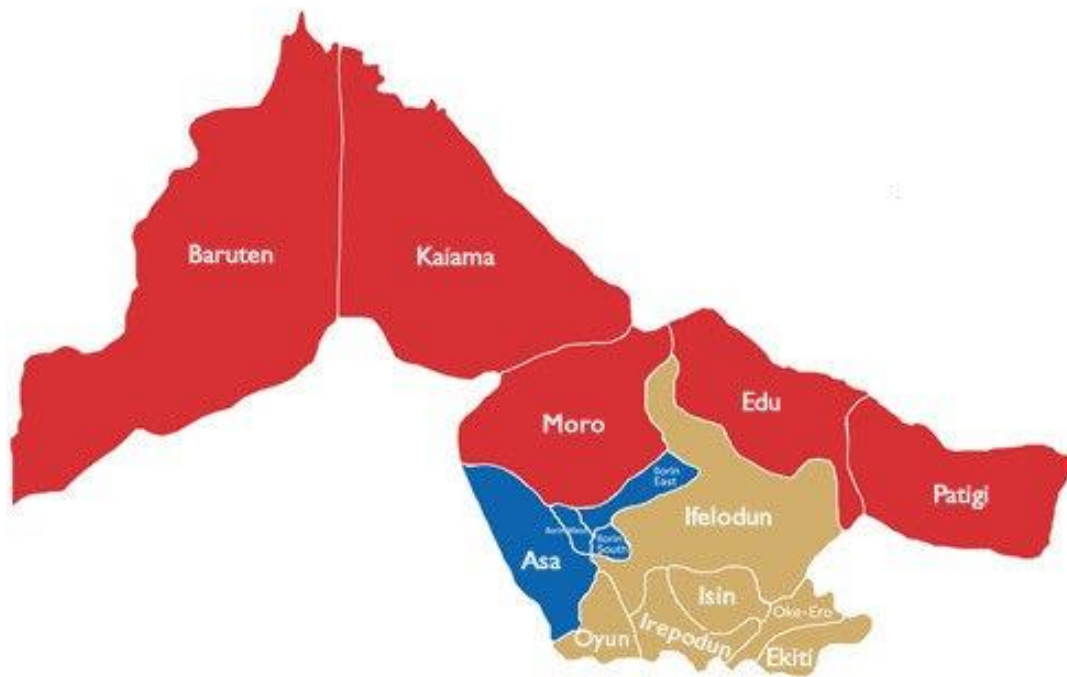 Baruten
Kaiama
Moro
Edu
Patigi
Ilorin
East
Ifelodun
Ilorin
South
Asa
Isin
Oke-Ero
Oyun
Irepodun
Ekiti